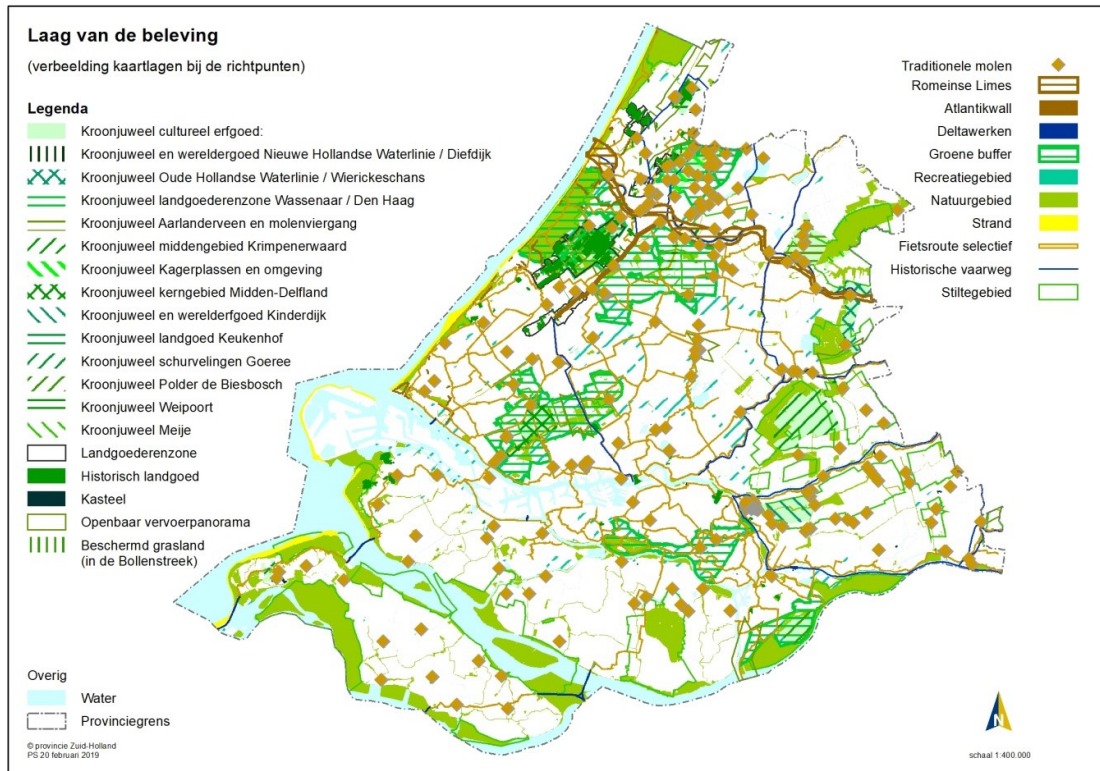 Laag van de beleving
(verbeelding kaartlagen bij de richtpunten)
Legenda
Kroonjuweel cultureel erfgoed:
Kroonjuweel en wereldergoed Nieuwe Hollandse Waterlinie / Diefdijk
Kroonjuweel Oude Hollandse Waterlinie / Wierickeschans
Kroonjuweel landgoederenzone Wassenaar / Den Haag
Kroonjuweel Aarlanderveen en molenviergang
Kroonjuweel middengebied Krimpenerwaard
Kroonjuweel Kagerplassen en omgeving
Kroonjuweel kerngebied Midden-Delfland
Kroonjuweel en werelderfgoed Kinderdijk
Kroonjuweel landgoed Keukenhof
Kroonjuweel schurvelingen Goeree
Kroonjuweel Polder de Biesbosch
Kroonjuweel Weipoort
Kroonjuweel Meije
Landgoederenzone
Historisch landgoed
Kasteel
Openbaar vervoerpanorama
Beschermd grasland
(in de Bollenstreek)
Overig
Water
Provinciegrens
© provincie Zuid-Holland
PS 20 februari 2019
Traditionele molen
Romeinse Limes
Atlantikwall
Deltawerken
Groene buffer
Recreatiegebied
Natuurgebied
Strand
Fietsroute selectief
Historische vaarweg
Stiltegebied
N
schaal 1:400.000